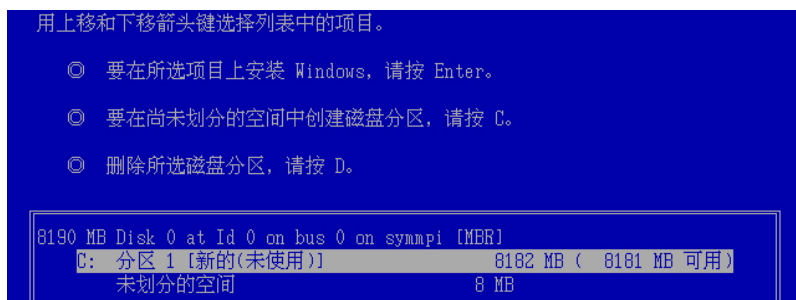 用上移和下移箭头键选择列表中的项目。
◎ 要在所选项目上安装 Windows，请按 Enter。
◎ 要在尚未划分的空间中创建磁盘分区，请按 C。
◎ 删除所选磁盘分区，请按 D。
8190 MB Disk 0 at Id 0 on bus 0 on symmpi [MBR]
C: 分区 1 [新的(未使用)] 8182 MB ( 8181 MB 可用)
未划分的空间 8 MB